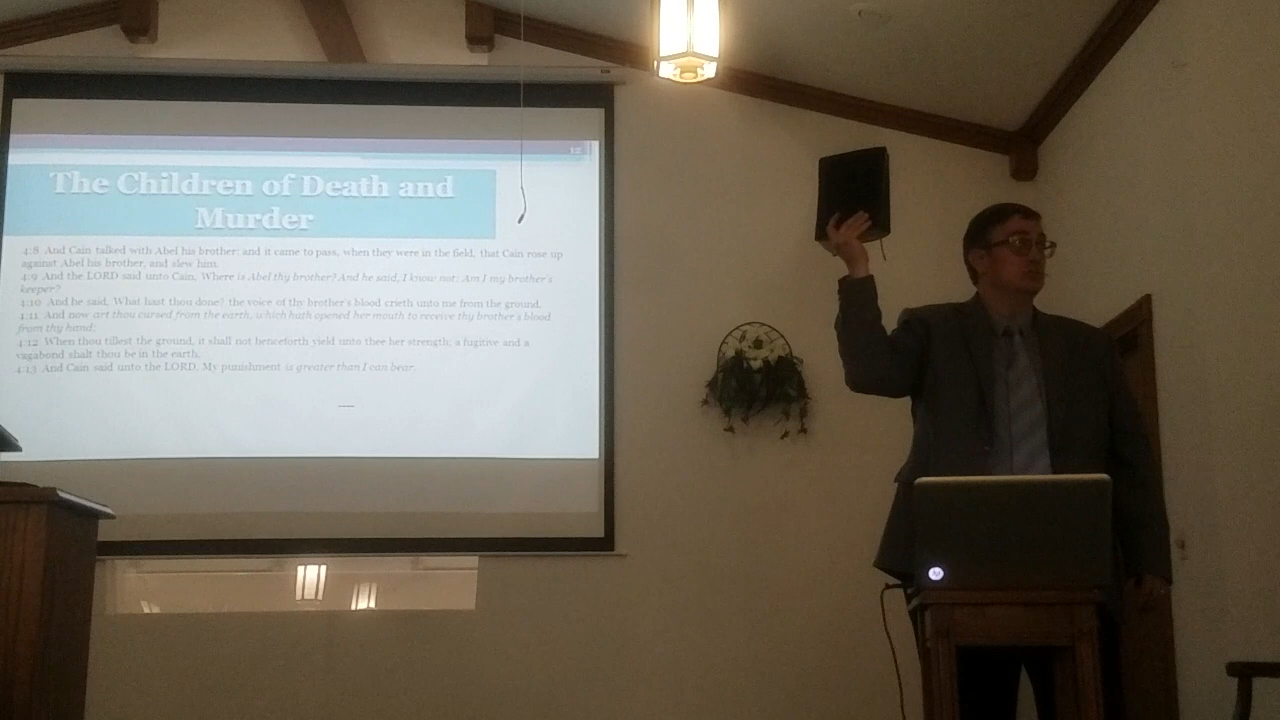 12
The Children of Death and
Murder
4:8 And Cain talked with Abel his brother: and it came to pass, when they were in the field, that Cain rose up
against Abel his brother, and slew him.
4:9 And the LORD said unto Cain, Where is Abel thy brother? And he said, I know not: Am I my brother's
keeper?
4:10 And he said, What hast thou done? the voice of thy brother's blood crieth unto me from the ground.
4:11 And now art thou cursed from the earth, which hath opened her mouth to receive thy brother's blood
from thy hand;
4:12 When thou tillest the ground, it shall not henceforth yield unto thee her strength; a fugitive and a
vagabond shalt thou be in the earth.
4:13 And Cain said unto the LORD, My punishment is greater than I can bear.